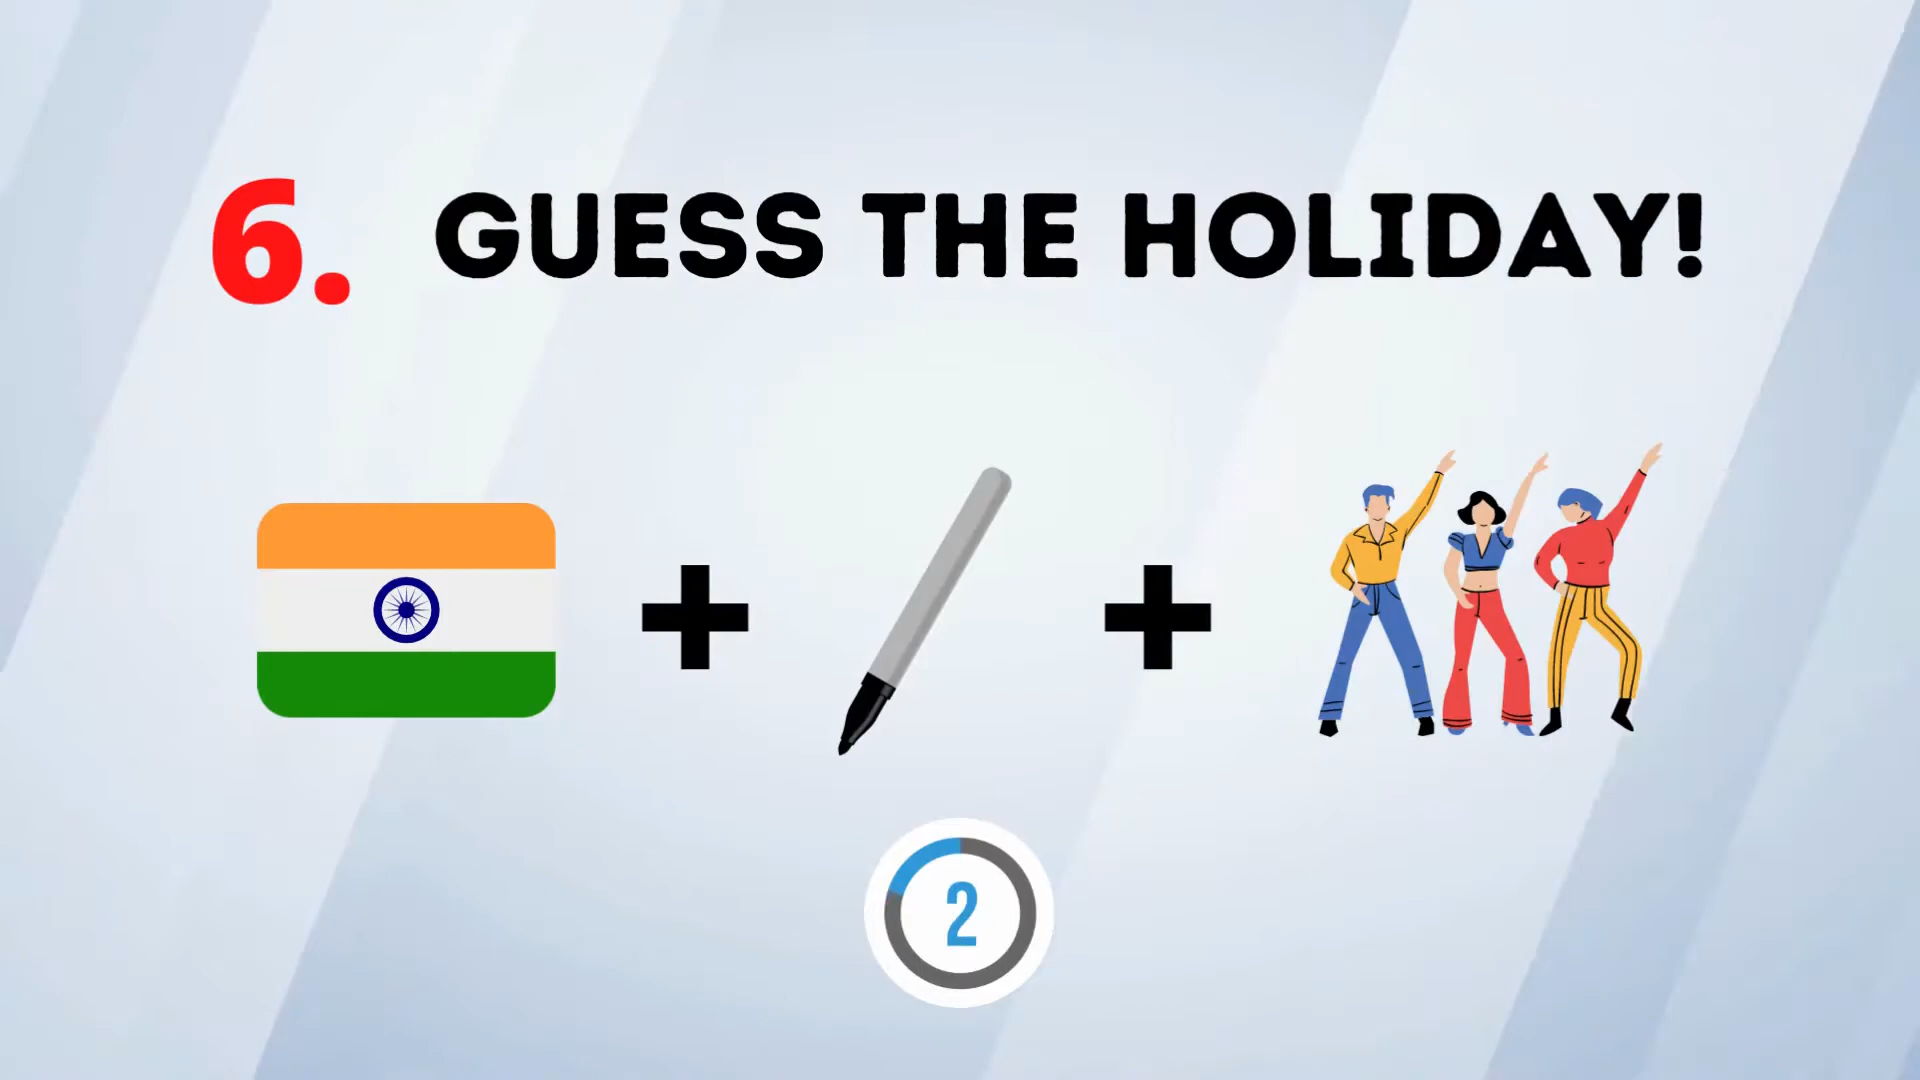 6. GUESS THE HOLIDAY!
+ +
2